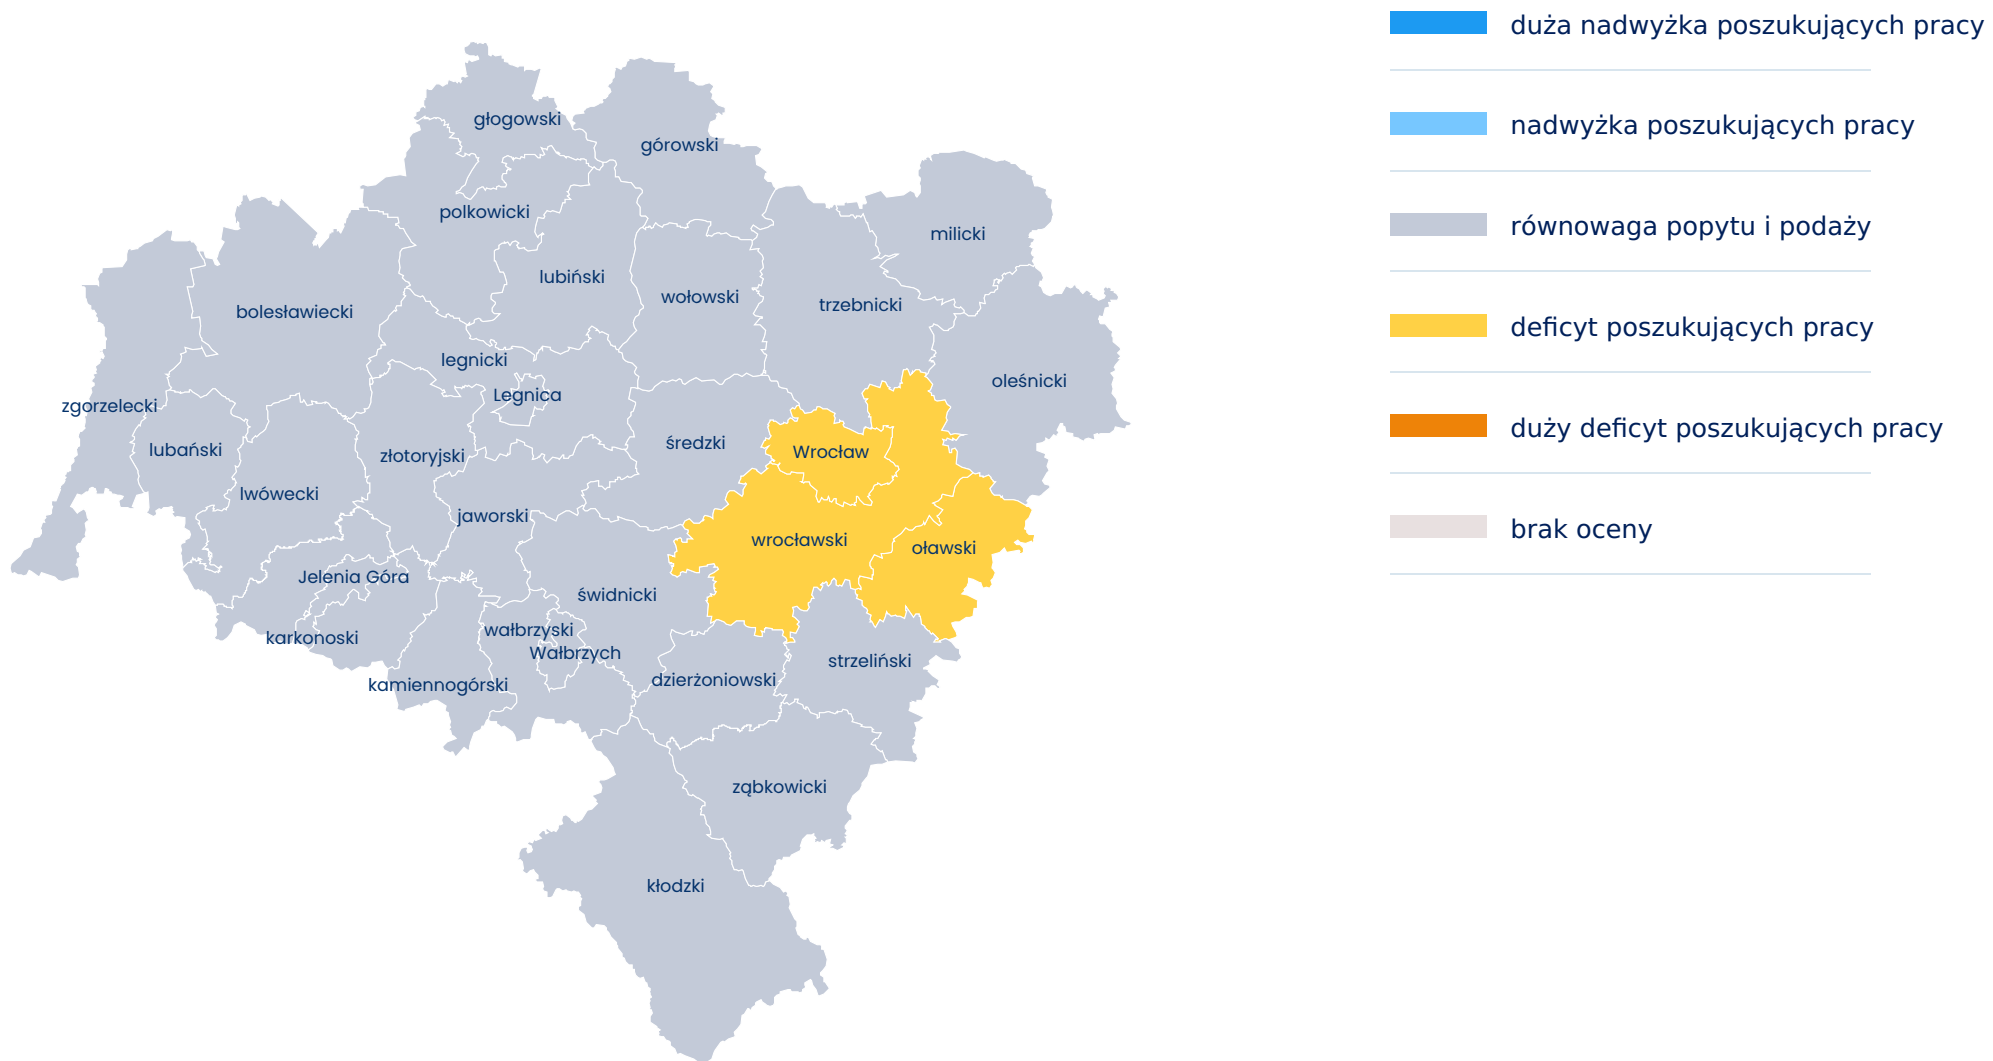 duża nadwyżka poszukujących pracy
nadwyżka poszukujących pracy
równowaga popytu i podaży
deficyt poszukujących pracy
duży deficyt poszukujących pracy
brak oceny
głogowski
górowski
polkowicki
milicki
lubiński
wołowski
trzebnicki
bolesławiecki
legnicki
oleśnicki
Legnica
zgorzelecki
średzki
lubański
Wrocław
złotoryjski
lwówecki
jaworski
wrocławski
oławski
Jelenia Góra
świdnicki
wałbrzyski
karkonoski
Wałbrzych
strzeliński
dzierżoniowski
kamiennogórski
ząbkowicki
kłodzki